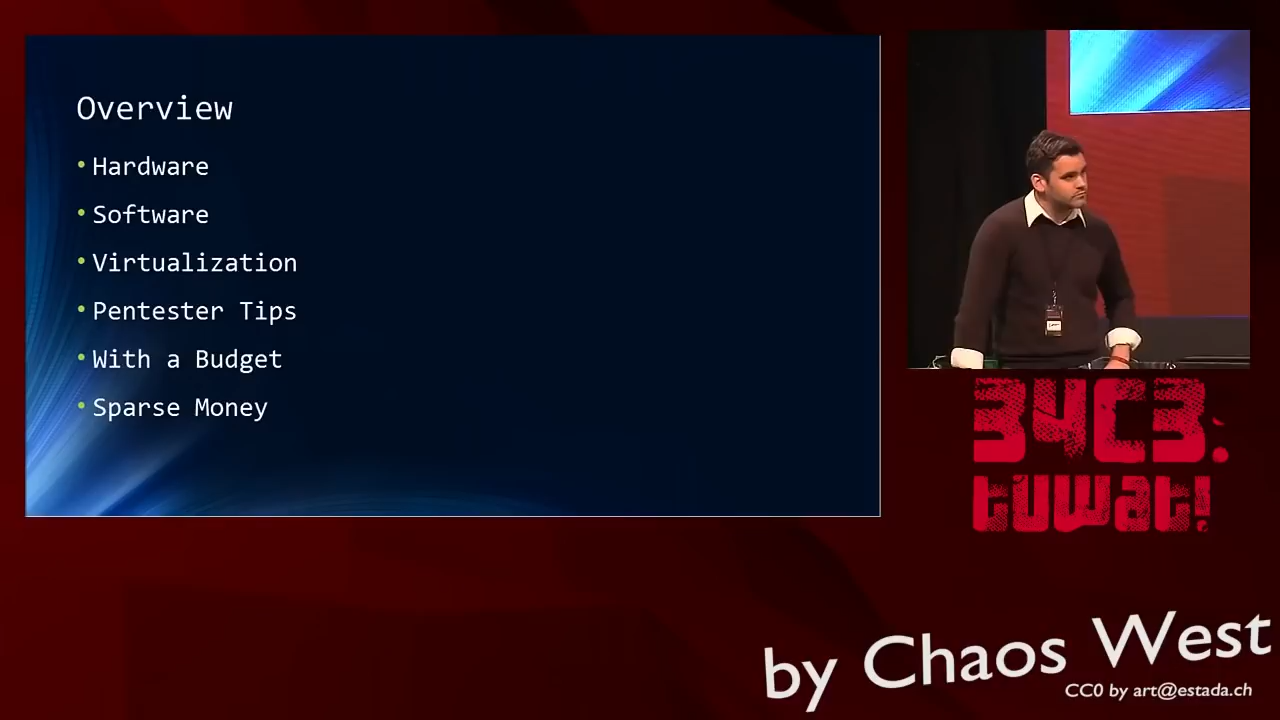 Overview
• Hardware
• Software
• Virtualization
• Pentester Tips
• With a Budget
• Sparse Money
34C3:
tuwat!
by Chaos West
CC0 by art@estada.ch